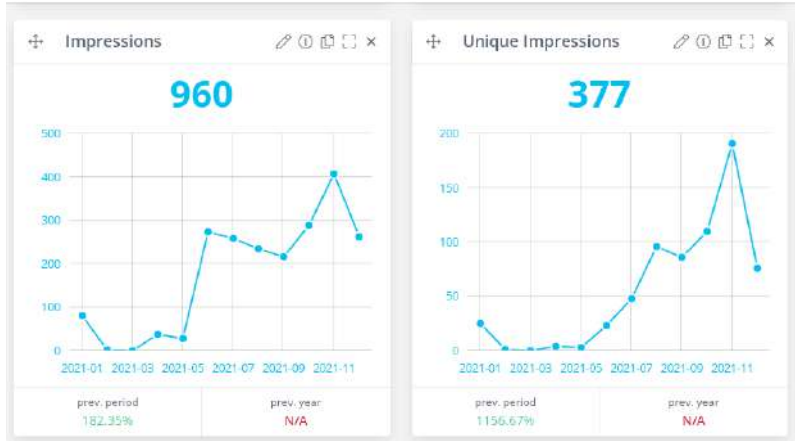 Impressions
960
500
400
300
200
100
0
2021-01 2021-03 2021-05 2021-07 2021-09 2021-11
prev. period
182.35%
prev. year
N/A
Unique Impressions
377
200
150
100
50
0
2021-01 2021-03 2021-05 2021-07 2021-09 2021-11
prev. period
1156.67%
prev. year
N/A